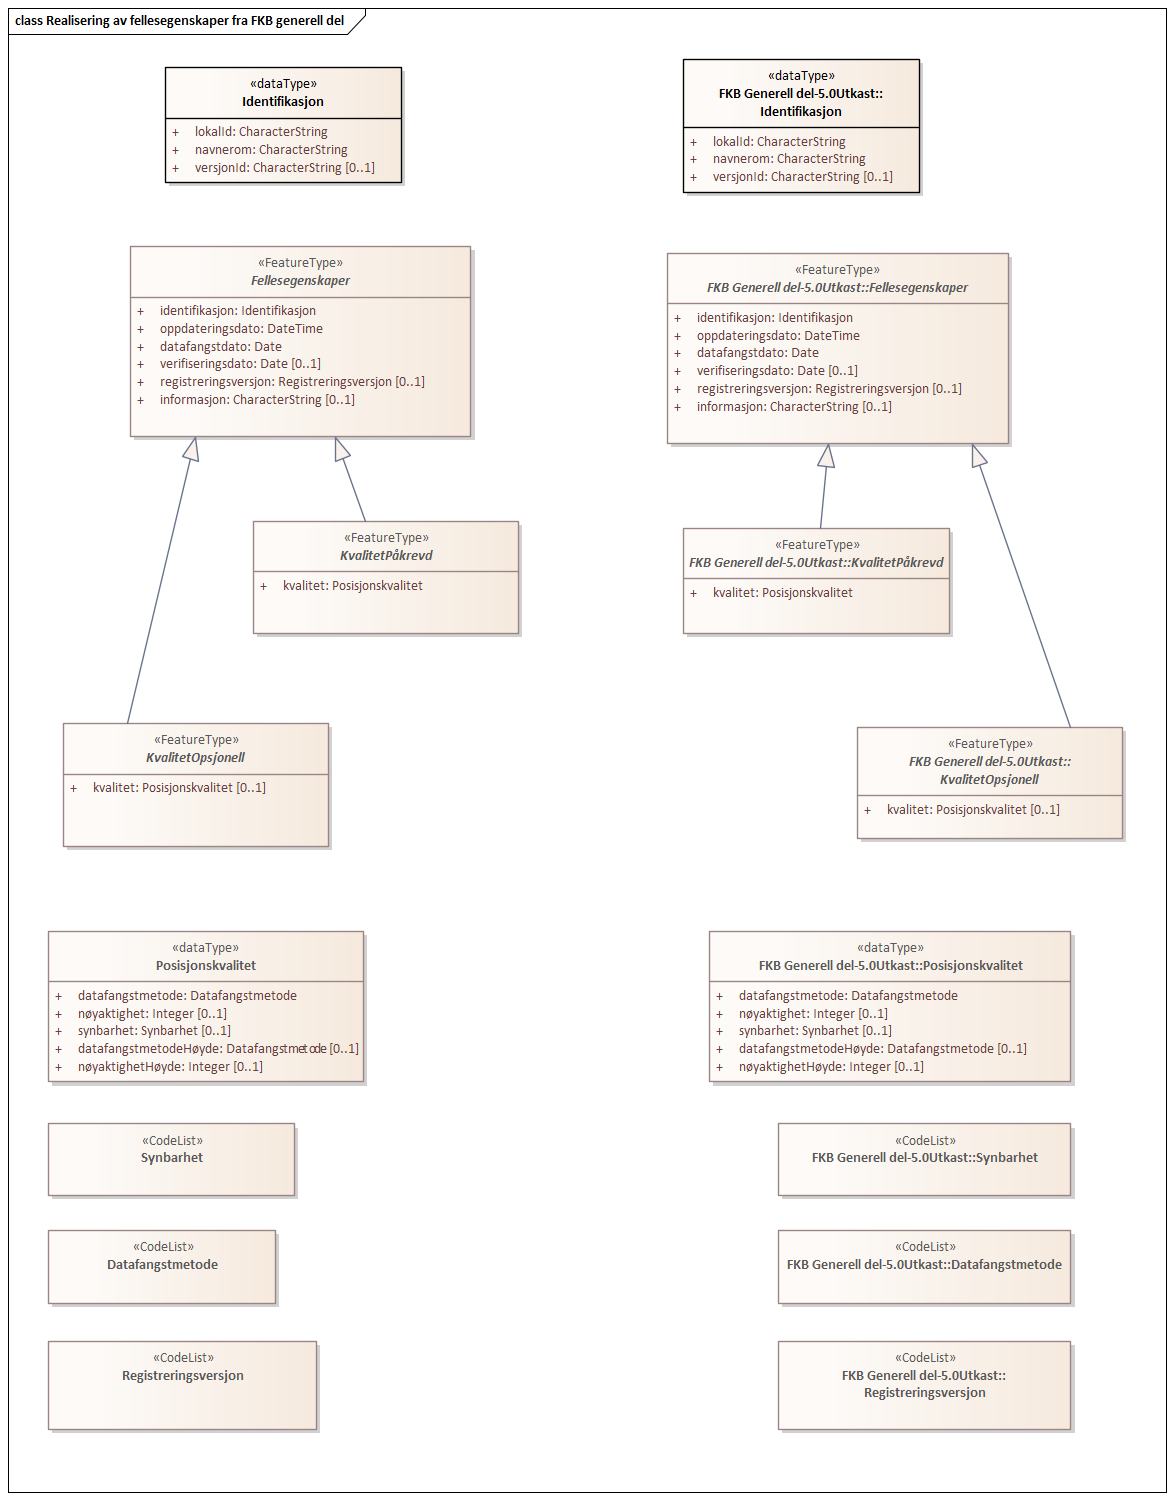 class Realisering av fellesegenskaper fra FKB generell del
«dataType»
Identifikasjon
+ lokalId: CharacterString
+ navnerom: CharacterString
+ versjonId: CharacterString [0..1]
«dataType»
FKB Generell del-5.0Utkast::
Identifikasjon
+ lokalId: CharacterString
+ navnerom: CharacterString
+ versjonId: CharacterString [0..1]
«FeatureType»
Fellesegenskaper
+ identifikasjon: Identifikasjon
+ oppdateringsdato: DateTime
+ datafangstdato: Date
+ verifiseringsdato: Date [0..1]
+ registreringsversjon: Registreringsversjon [0..1]
+ informasjon: CharacterString [0..1]
«FeatureType»
FKB Generell del-5.0Utkast::Fellesegenskaper
+ identifikasjon: Identifikasjon
+ oppdateringsdato: DateTime
+ datafangstdato: Date
+ verifiseringsdato: Date [0..1]
+ registreringsversjon: Registreringsversjon [0..1]
+ informasjon: CharacterString [0..1]
«FeatureType»
KvalitetPåkrevd
+ kvalitet: Posisjonskvalitet
«FeatureType»
FKB Generell del-5.0Utkast::KvalitetPåkrevd
+ kvalitet: Posisjonskvalitet
«FeatureType»
KvalitetOpsjonell
+ kvalitet: Posisjonskvalitet [0..1]
«FeatureType»
FKB Generell del-5.0Utkast::
KvalitetOpsjonell
+ kvalitet: Posisjonskvalitet [0..1]
«dataType»
Posisjonskvalitet
+ datafangstmetode: Datafangstmetode
+ nøyaktighet: Integer [0..1]
+ synbarhet: Synbarhet [0..1]
+ datafangstmetodeHøyde: Datafangstmetode [0..1]
+ nøyaktighetHøyde: Integer [0..1]
«dataType»
FKB Generell del-5.0Utkast::Posisjonskvalitet
+ datafangstmetode: Datafangstmetode
+ nøyaktighet: Integer [0..1]
+ synbarhet: Synbarhet [0..1]
+ datafangstmetodeHøyde: Datafangstmetode [0..1]
+ nøyaktighetHøyde: Integer [0..1]
«CodeList»
Synbarhet
«CodeList»
FKB Generell del-5.0Utkast::Synbarhet
«CodeList»
Datafangstmetode
«CodeList»
FKB Generell del-5.0Utkast::Datafangstmetode
«CodeList»
Registreringsversjon
«CodeList»
FKB Generell del-5.0Utkast::
Registreringsversjon